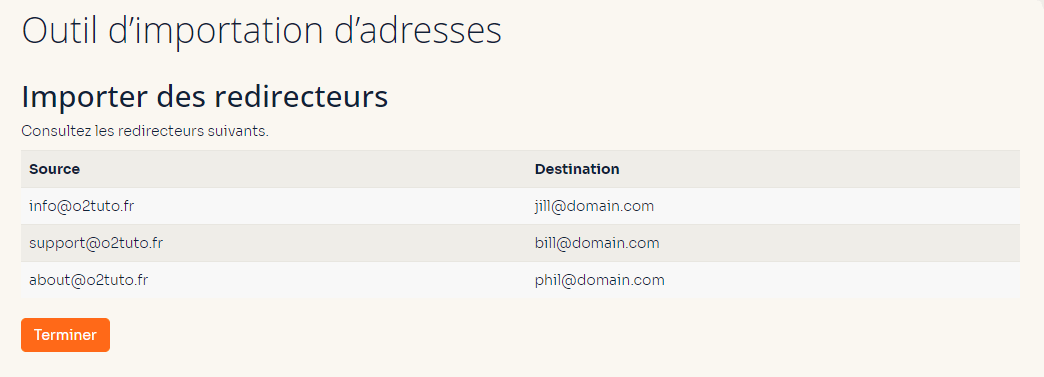 Outil d’importation d’adresses
Importer des redirecteurs
Consultez les redirecteurs suivants.
Source Destination
info@o2tuto.fr jill@domain.com
support@o2tuto.fr bill@domain.com
about@o2tuto.fr phil@domain.com
Terminer